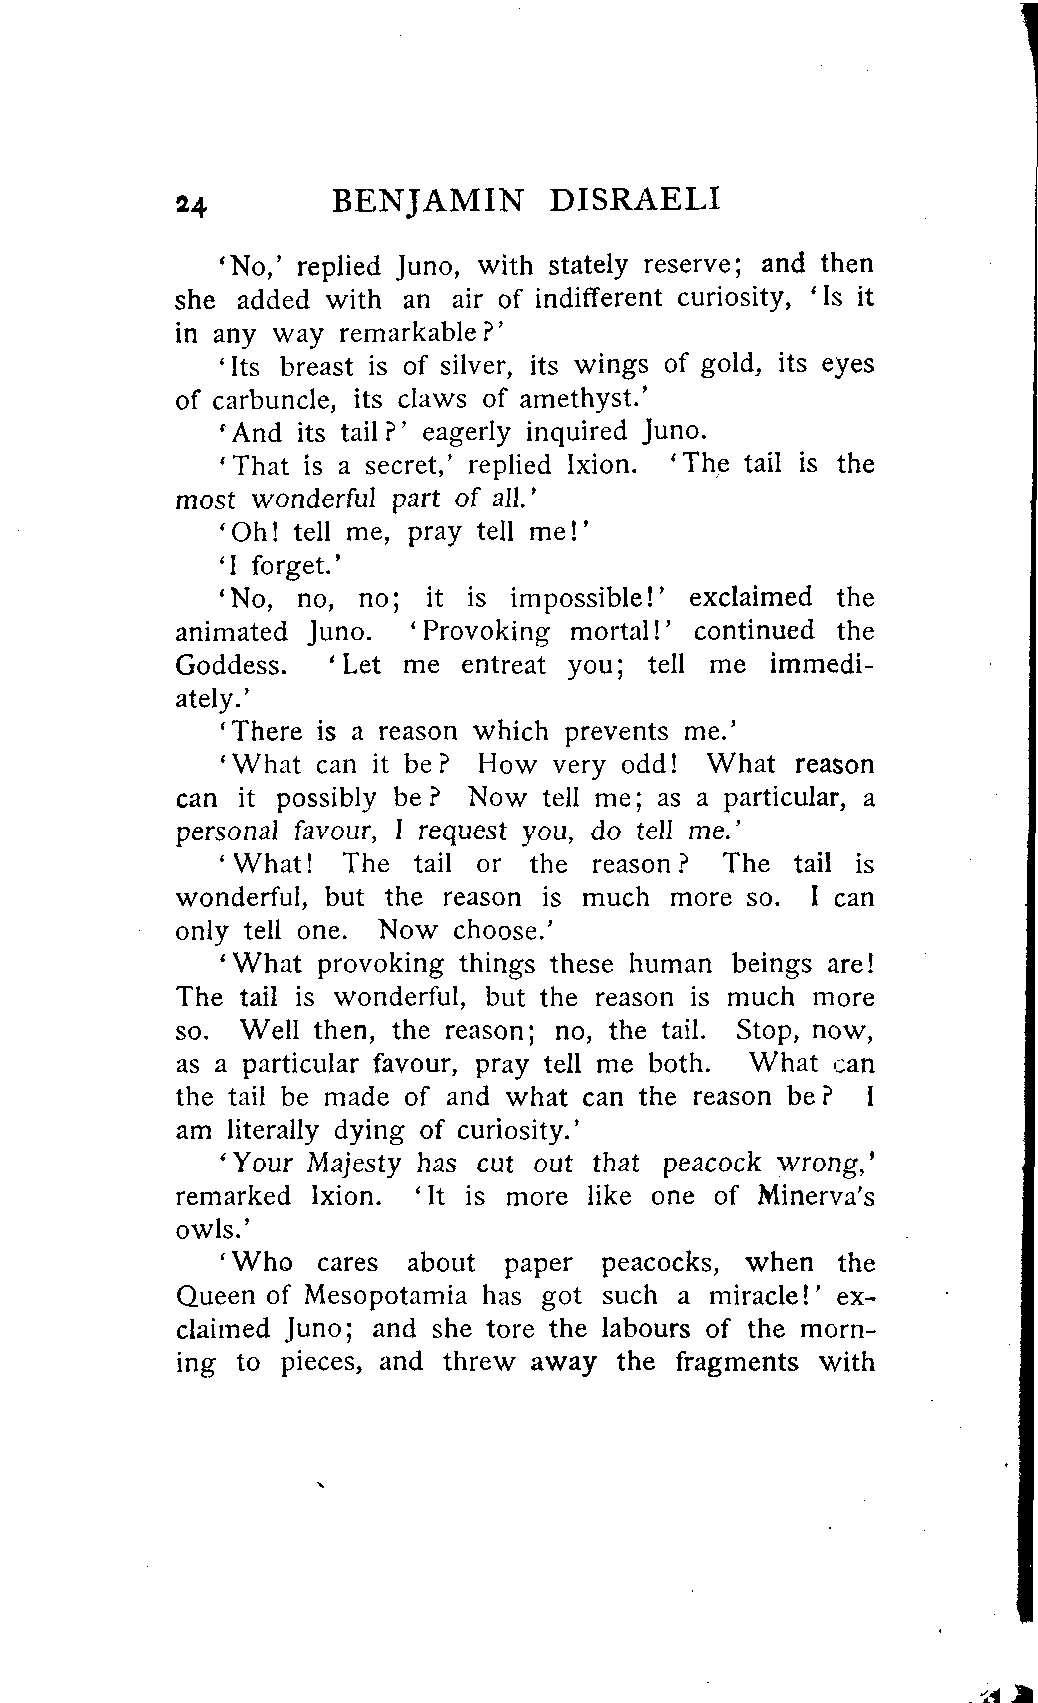 24 BENJAMIN DISRAELI
‘No,’ replied Juno, with stately reserve; and then
she added with an air of indifferent curiosity, ‘Is it
in any way remarkable?’
‘Its breast is of silver, its wings of gold, its eyes
of carbuncle, its claws of amethyst.’
‘And its tail?’ eagerly inquired Juno.
‘That is a secret,’ replied Ixion. ‘The tail is the
most wonderful part of all.’
‘Oh! tell me, pray tell me!’
‘I forget.’
‘No, no, no; it is impossible!’ exclaimed the
animated Juno. ‘Provoking mortal!’ continued the
Goddess. ‘Let me entreat you; tell me immedi-
ately.’
‘There is a reason which prevents me.’
‘What can it be? How very odd! What reason
can it possibly be? Now tell me; as a particular, a
personal favour, I request you, do tell me.’
‘What! The tail or the reason? The tail is
wonderful, but the reason is much more so. I can
only tell one. Now choose.’
‘What provoking things these human beings are!
The tail is wonderful, but the reason is much more
so. Well then, the reason; no, the tail. Stop, now,
as a particular favour, pray tell me both. What can
the tail be made of and what can the reason be? I
am literally dying of curiosity.’
‘Your Majesty has cut out that peacock wrong,’
remarked Ixion. ‘It is more like one of Minerva’s
owls.’
‘Who cares about paper peacocks, when the
Queen of Mesopotamia has got such a miracle!’ ex-
claimed Juno; and she tore the labours of the morn-
ing to pieces, and threw away the fragments with